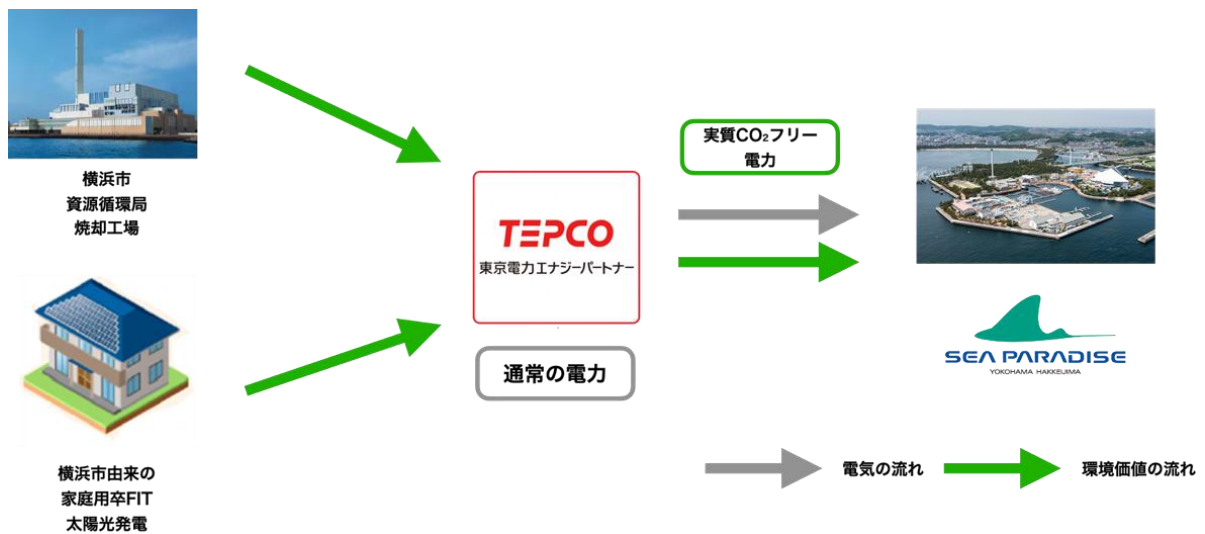 横浜市
資源循環局
焼却工場
横浜市由来の
家庭用卒FIT
太陽光発電
TEPCO
東京電力エナジーパートナー
通常の電力
実質CO₂フリー
電力
SEA PARADISE
YOKOHAMA HAKKEIJIMA
電気の流れ
環境価値の流れ